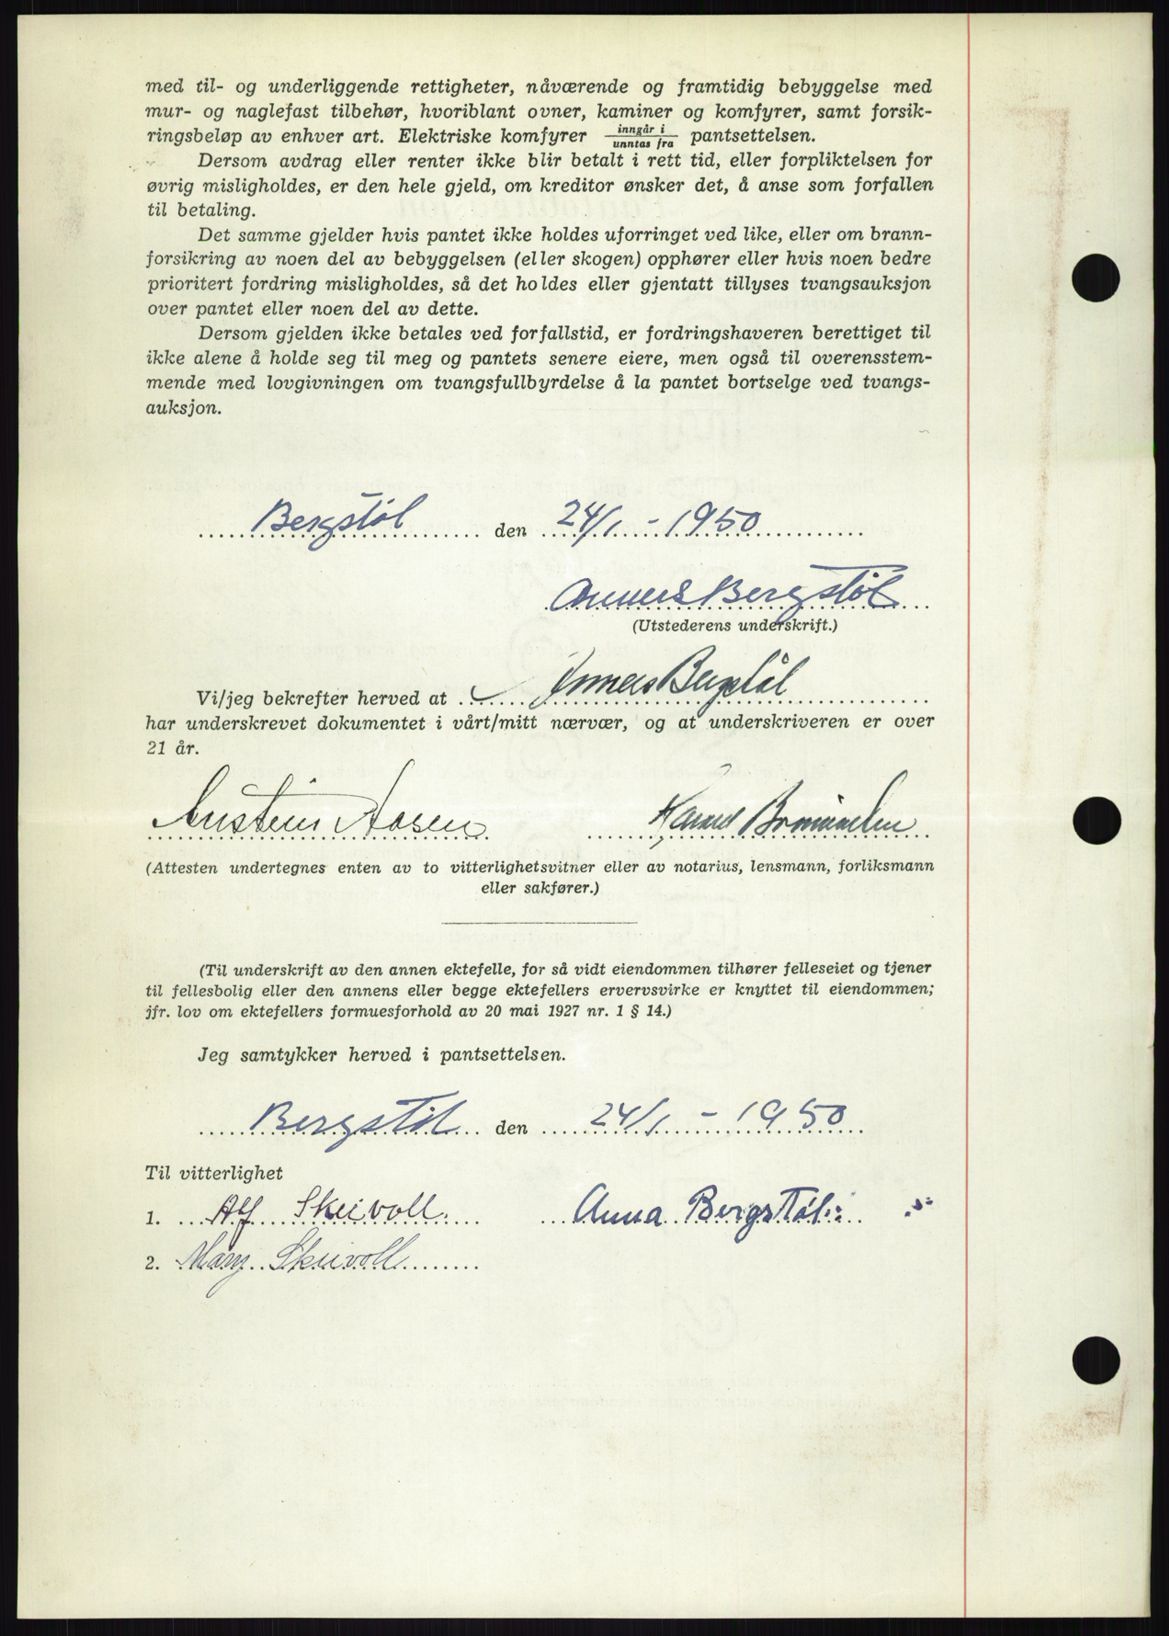 med til- og underliggende rettigheter, nåværende og framtidig bebyggelse med
mur- og naglefast tilbehør, hvoriblant ovner, kaminer og komfyrer, samt forsik-
ringsbeløp av enhver art. Elektriske komfyrer inngår i / unntas fra pantsettelsen.
Dersom avdrag eller renter ikke blir betalt i rett tid, eller forpliktelsen for
øvrig misligholdes, er den hele gjeld, om kreditor ønsker det, å anse som forfallen
til betaling.
Det samme gjelder hvis pantet ikke holdes uforringet ved like, eller om brann-
forsikring av noen del av bebyggelsen (eller skogen) opphører eller hvis noen bedre
prioritert fordring misligholdes, så det holdes eller gjentatt tillyses tvangsauksjon
over pantet eller noen del av dette.
Dersom gjelden ikke betales ved forfallstid, er fordringshaveren berettiget til
ikke alene å holde seg til meg og pantets senere eiere, men også til overensstem-
mende med lovgivningen om tvangsfullbyrdelse å la pantet bortselge ved tvangs-
auksjon.
Bergstøl den 24/1 - 1950
Bergstøl
(Utstederens underskrift.)
Vi/jeg bekrefter herved at Bergstøl
har underskrevet dokumentet i vårt/mitt nærvær, og at underskriveren er over
21 år.
Aasen
(Attesten undertegnes enten av to vitterlighetsvitner eller av notarius, lensmann, forliksmann
eller sakfører.)
(Til underskrift av den annen ektefelle, for så vidt eiendommen tilhører felleseiet og tjener
til fellesbolig eller den annens eller begge ektefellers ervervsvirke er knyttet til eiendommen;
jfr. lov om ektefellers formuesforhold av 20 mai 1927 nr. 1 § 14.)
Jeg samtykker herved i pantsettelsen.
Bergstøl den 24/1 - 1950
Til vitterlighet
1. Alf Skeivoll Anna Bergstøl
2. Mary Skeivoll